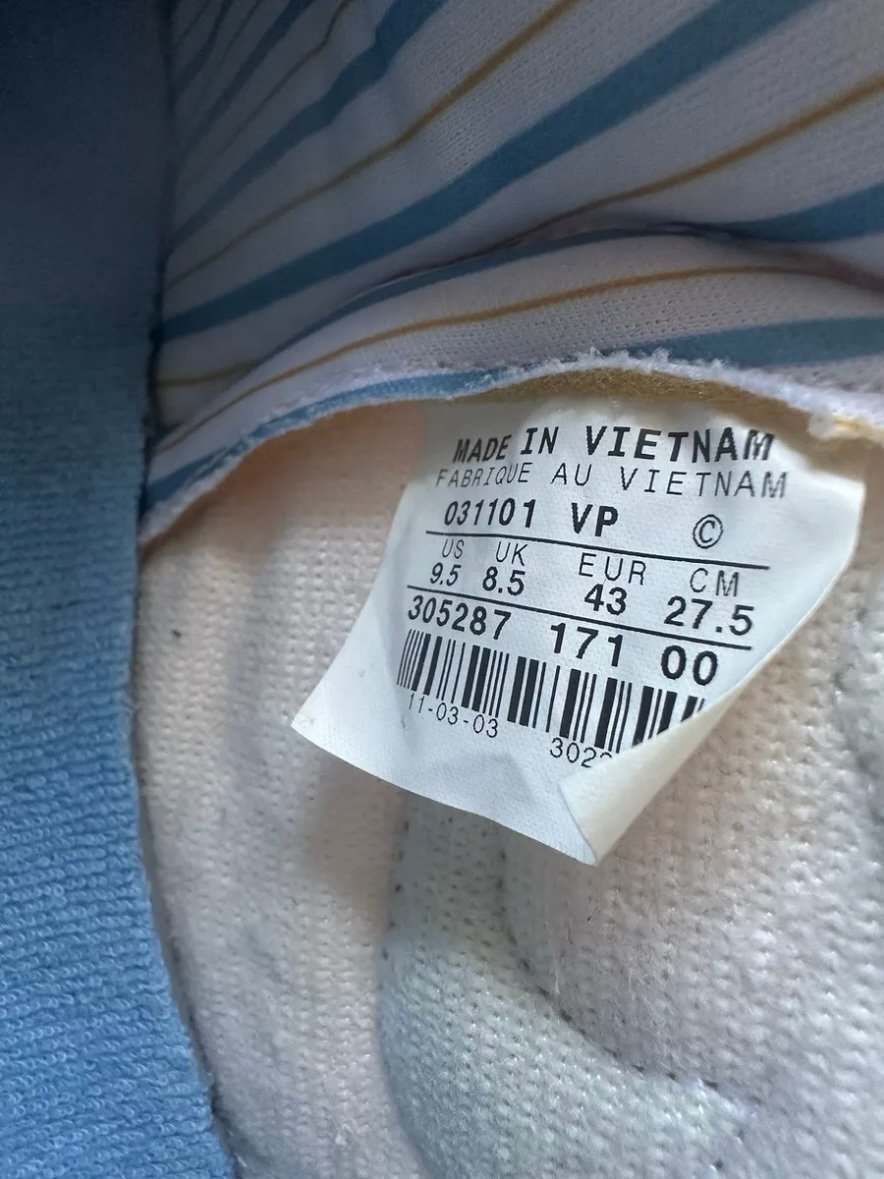 MADE IN VIETNAM
FABRIQUE AU VIETNAM
031101 VP ©
US UK EUR CM
9.5 8.5 43 27.5
305287 171 00
11-03-03